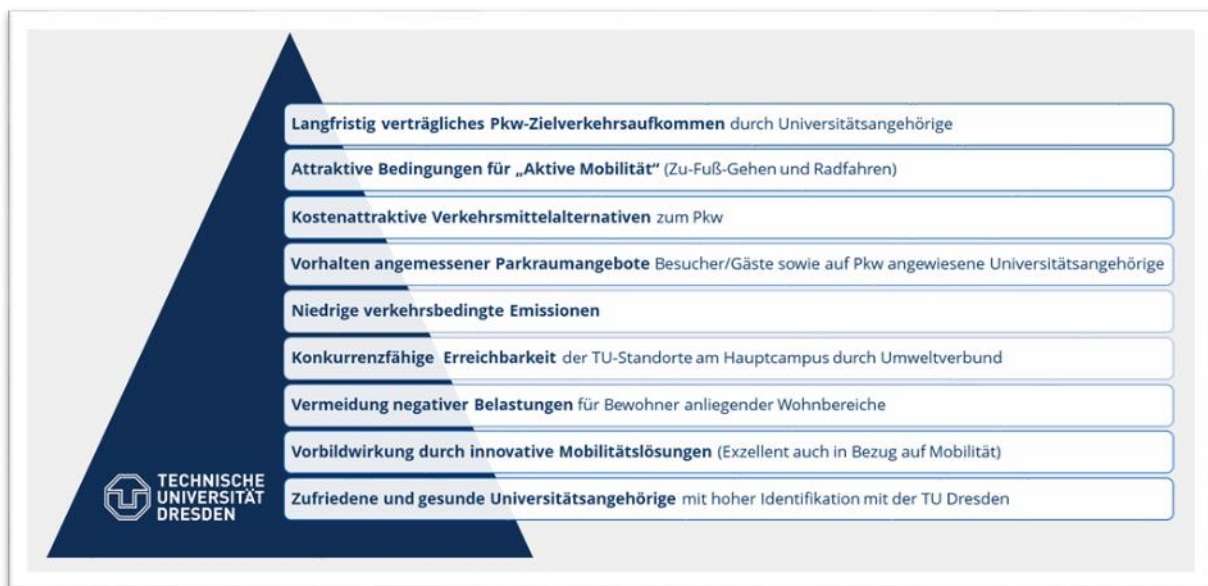 Langfristig verträgliches Pkw-Zielverkehrsaufkommen durch Universitätsangehörige
Attraktive Bedingungen für „Aktive Mobilität“ (Zu-Fuß-Gehen und Radfahren)
Kostenattraktive Verkehrsmittelalternativen zum Pkw
Vorhalten angemessener Parkraumangebote Besucher/Gäste sowie auf Pkw angewiesene Universitätsangehörige
Niedrige verkehrsbedingte Emissionen
Konkurrenzfähige Erreichbarkeit der TU-Standorte am Hauptcampus durch Umweltverbund
Vermeidung negativer Belastungen für Bewohner anliegender Wohnbereiche
Vorbildwirkung durch innovative Mobilitätslösungen (Exzellent auch in Bezug auf Mobilität)
Zufriedene und gesunde Universitätsangehörige mit hoher Identifikation mit der TU Dresden
TECHNISCHE
UNIVERSITÄT
DRESDEN